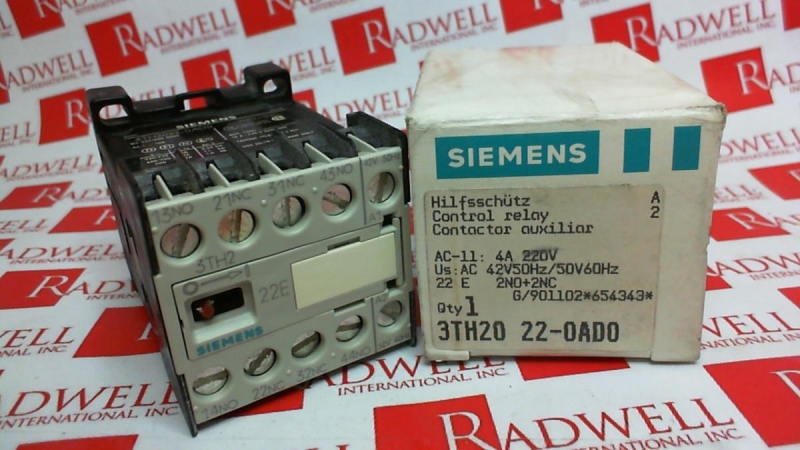 SIEMENS
13NO 21NC 31NC 43NO
A1
3TH2
22E
A2
SIEMENS
14NO 22NC 32NC 44NO
SIEMENS
Hilfsschütz A
Control relay 2
Contactor auxiliar
AC-11: 4A 220V
Us:AC 42V50Hz/50V60Hz
22 E 2NO+2NC
G/901102*654343*
Qty 1
3TH20 22-0AD0
RADWELL
INTERNATIONAL, INC.